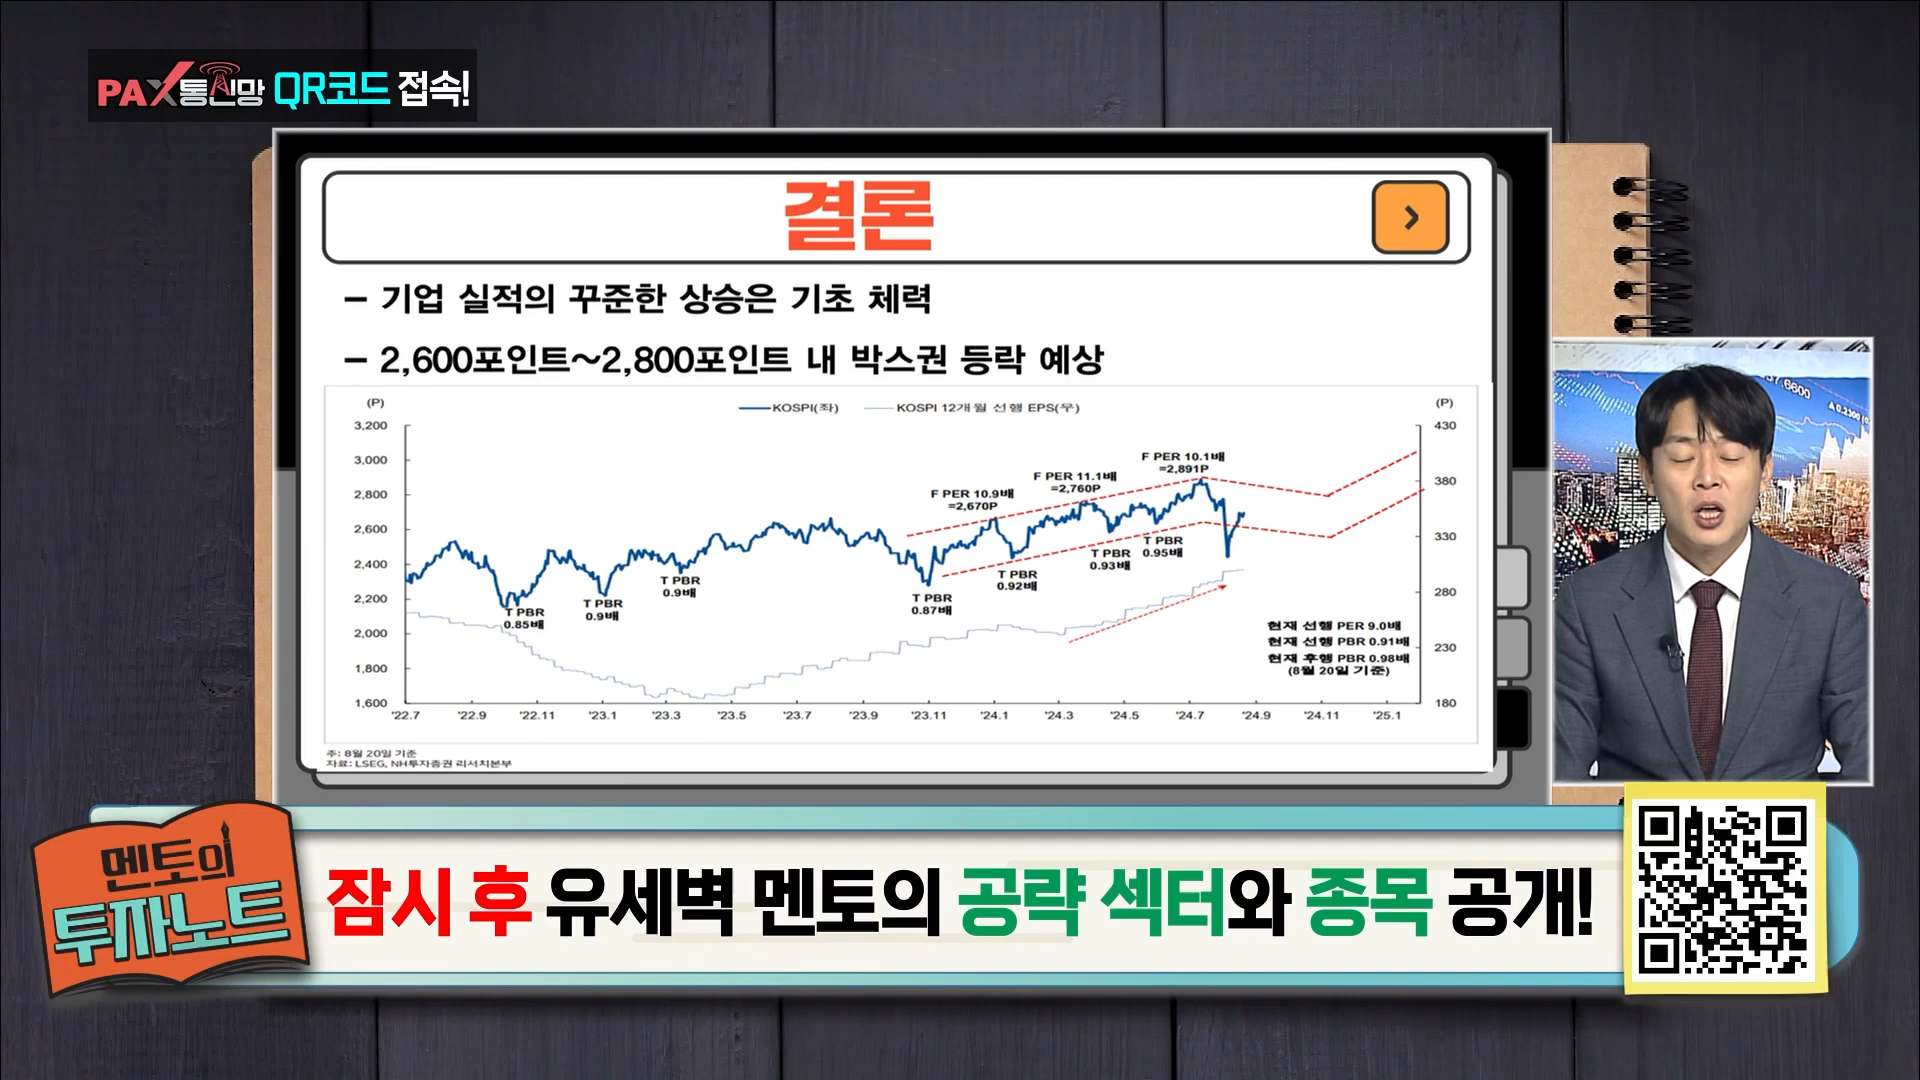 PAX통신망 QR코드 접속!
결론
– 기업 실적의 꾸준한 상승은 기초 체력
– 2,600포인트~2,800포인트 내 박스권 등락 예상
(P)
KOSPI(좌)
KOSPI 12개월 선행 EPS(우)
(P)
3,200
3,000
2,800
2,600
2,400
2,200
2,000
1,800
1,600
430
380
330
280
230
180
F PER 10.9배
=2,670P
F PER 11.1배
=2,760P
F PER 10.1배
=2,891P
T PBR
0.85배
T PBR
0.9배
T PBR
0.9배
T PBR
0.87배
T PBR
0.92배
T PBR
0.93배
T PBR
0.95배
현재 선행 PER 9.0배
현재 선행 PBR 0.91배
현재 후행 PBR 0.98배
(8월 20일 기준)
'22.7 '22.9 '22.11 '23.1 '23.3 '23.5 '23.7 '23.9 '23.11 '24.1 '24.3 '24.5 '24.7 '24.9 '24.11 '25.1
주: 8월 20일 기준
자료: LSEG, NH투자증권 리서치본부
37.6600
▲0.2300
멘토의
투자노트
잠시 후 유세벽 멘토의 공략 섹터와 종목 공개!